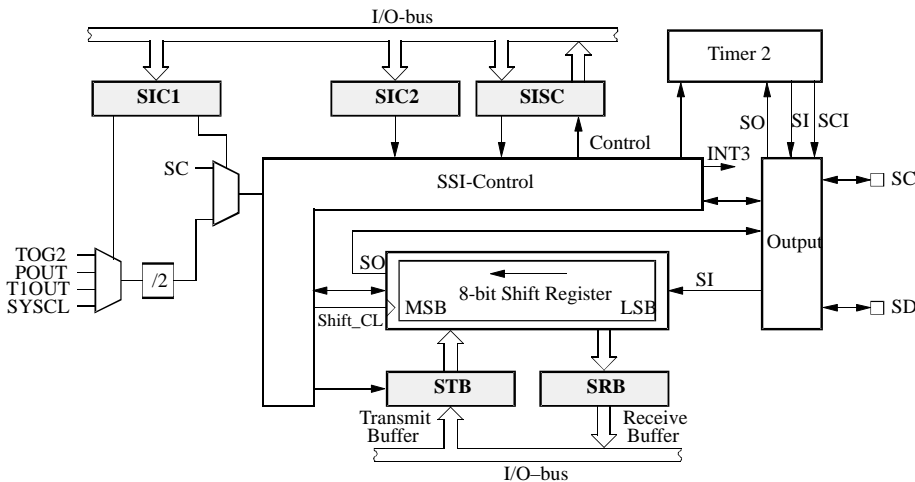 I/O-bus
Timer 2
SIC1
SIC2
SISC
SO
SI
SCI
Control
INT3
SC
SSI-Control
SC
TOG2
POUT
T1OUT
SYSCL
/2
SO
Output
8-bit Shift Register
SI
MSB
LSB
Shift_CL
SD
STB
SRB
Transmit
Buffer
Receive
Buffer
I/O–bus